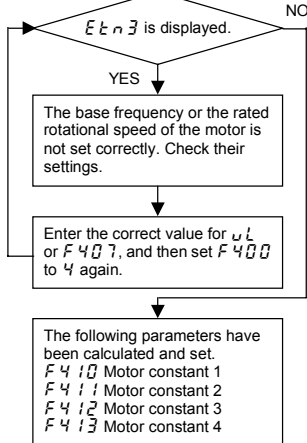 NO
Etn3 is displayed.
YES
The base frequency or the rated
rotational speed of the motor is
not set correctly. Check their
settings.
Enter the correct value for uL
or F407, and then set F400
to 4 again.
The following parameters have
been calculated and set.
F410 Motor constant 1
F411 Motor constant 2
F412 Motor constant 3
F413 Motor constant 4